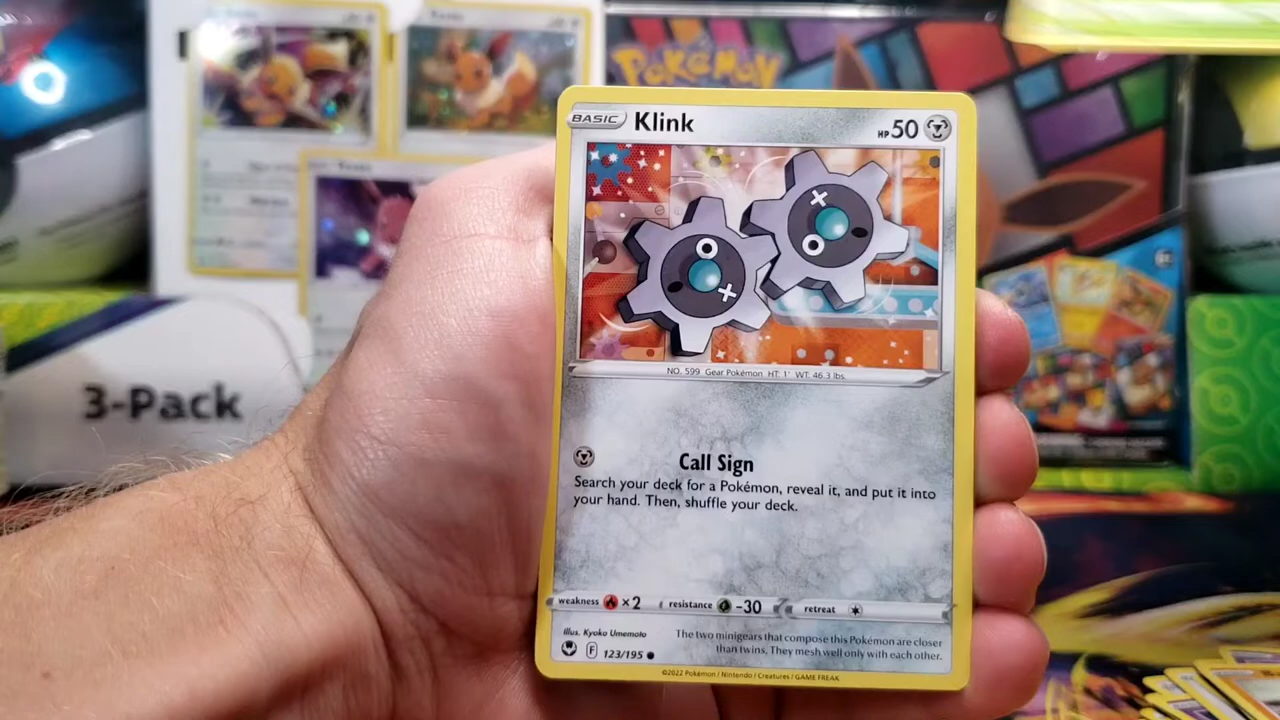 Pokémon
BASIC Klink HP 50
NO. 599 Gear Pokémon HT: 1' WT: 46.3 lbs.
3-Pack
Call Sign
Search your deck for a Pokémon, reveal it, and put it into
your hand. Then, shuffle your deck.
weakness ×2 resistance -30 retreat
Illus. Kyoko Umemoto
F 123/195
The two minigears that compose this Pokémon are closer
than twins. They mesh well only with each other.
©2022 Pokémon / Nintendo / Creatures / GAME FREAK